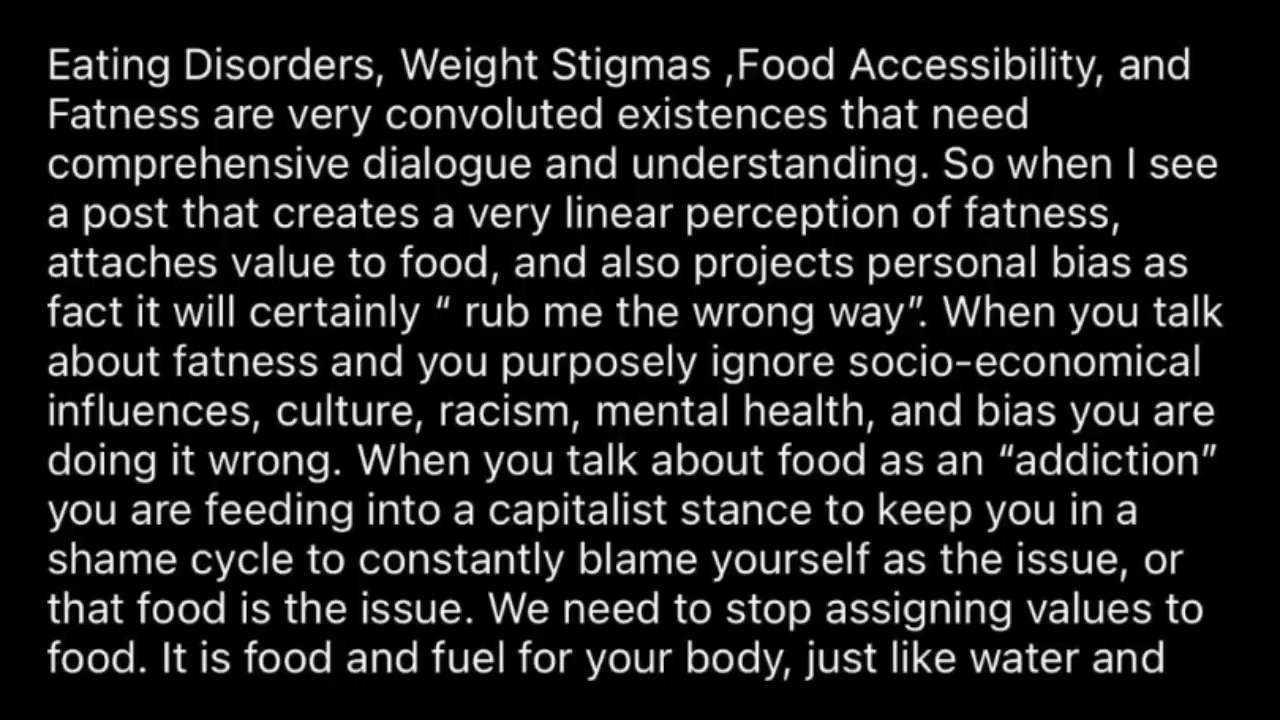 Eating Disorders, Weight Stigmas ,Food Accessibility, and
Fatness are very convoluted existences that need
comprehensive dialogue and understanding. So when I see
a post that creates a very linear perception of fatness,
attaches value to food, and also projects personal bias as
fact it will certainly “ rub me the wrong way”. When you talk
about fatness and you purposely ignore socio-economical
influences, culture, racism, mental health, and bias you are
doing it wrong. When you talk about food as an “addiction”
you are feeding into a capitalist stance to keep you in a
shame cycle to constantly blame yourself as the issue, or
that food is the issue. We need to stop assigning values to
food. It is food and fuel for your body, just like water and